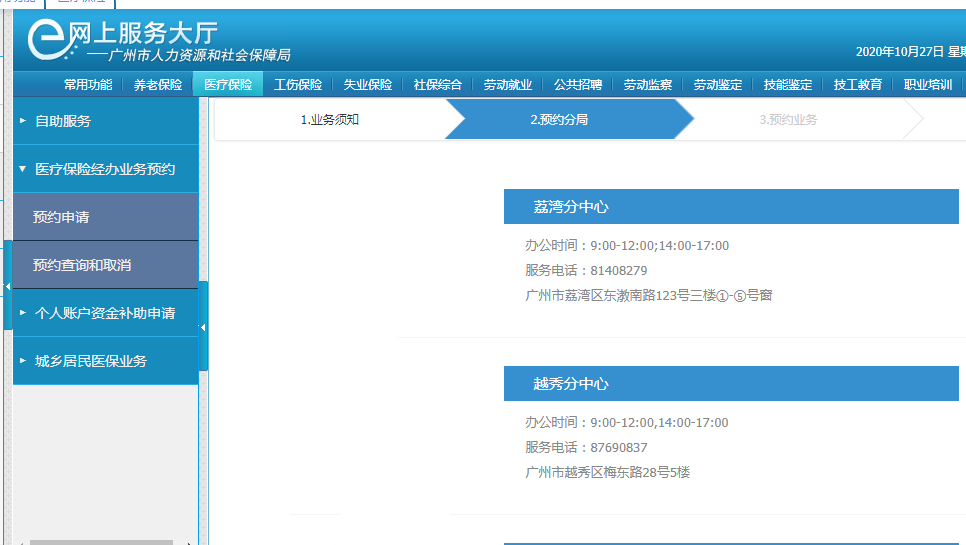 网上服务大厅
——广州市人力资源和社会保障局
2020年10月27日 星期
常用功能 养老保险 医疗保险 工伤保险 失业保险 社保综合 劳动就业 公共招聘 劳动监察 劳动鉴定 技能鉴定 技工教育 职业培训
自助服务
医疗保险经办业务预约
预约申请
预约查询和取消
个人账户资金补助申请
城乡居民医保业务
1.业务须知
2.预约分局
3.预约业务
荔湾分中心
办公时间：9:00-12:00;14:00-17:00
服务电话：81408279
广州市荔湾区东漖南路123号三楼①-⑤号窗
越秀分中心
办公时间：9:00-12:00,14:00-17:00
服务电话：87690837
广州市越秀区梅东路28号5楼